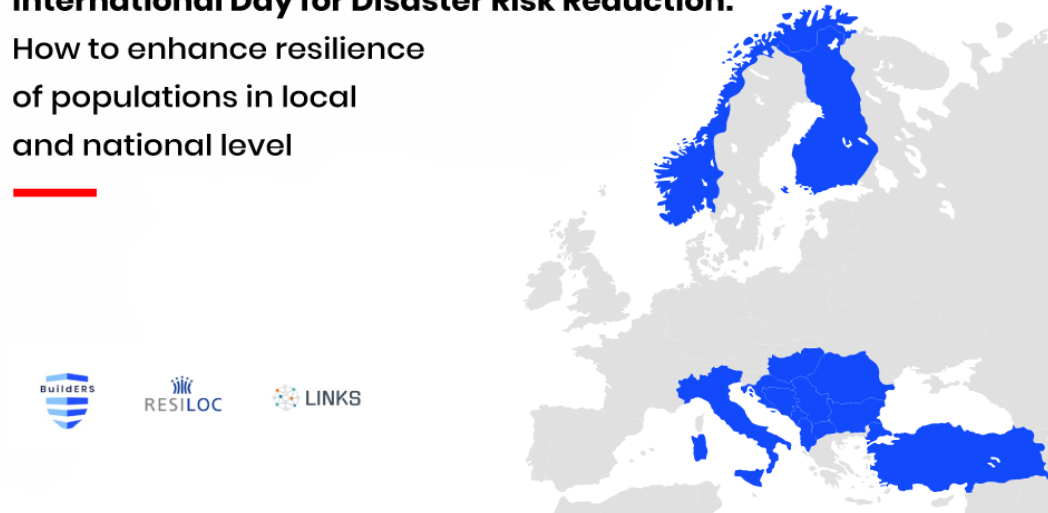 International Day for Disaster Risk Reduction:
How to enhance resilience
of populations in local
and national level
BuildERS
RESILOC
LINKS